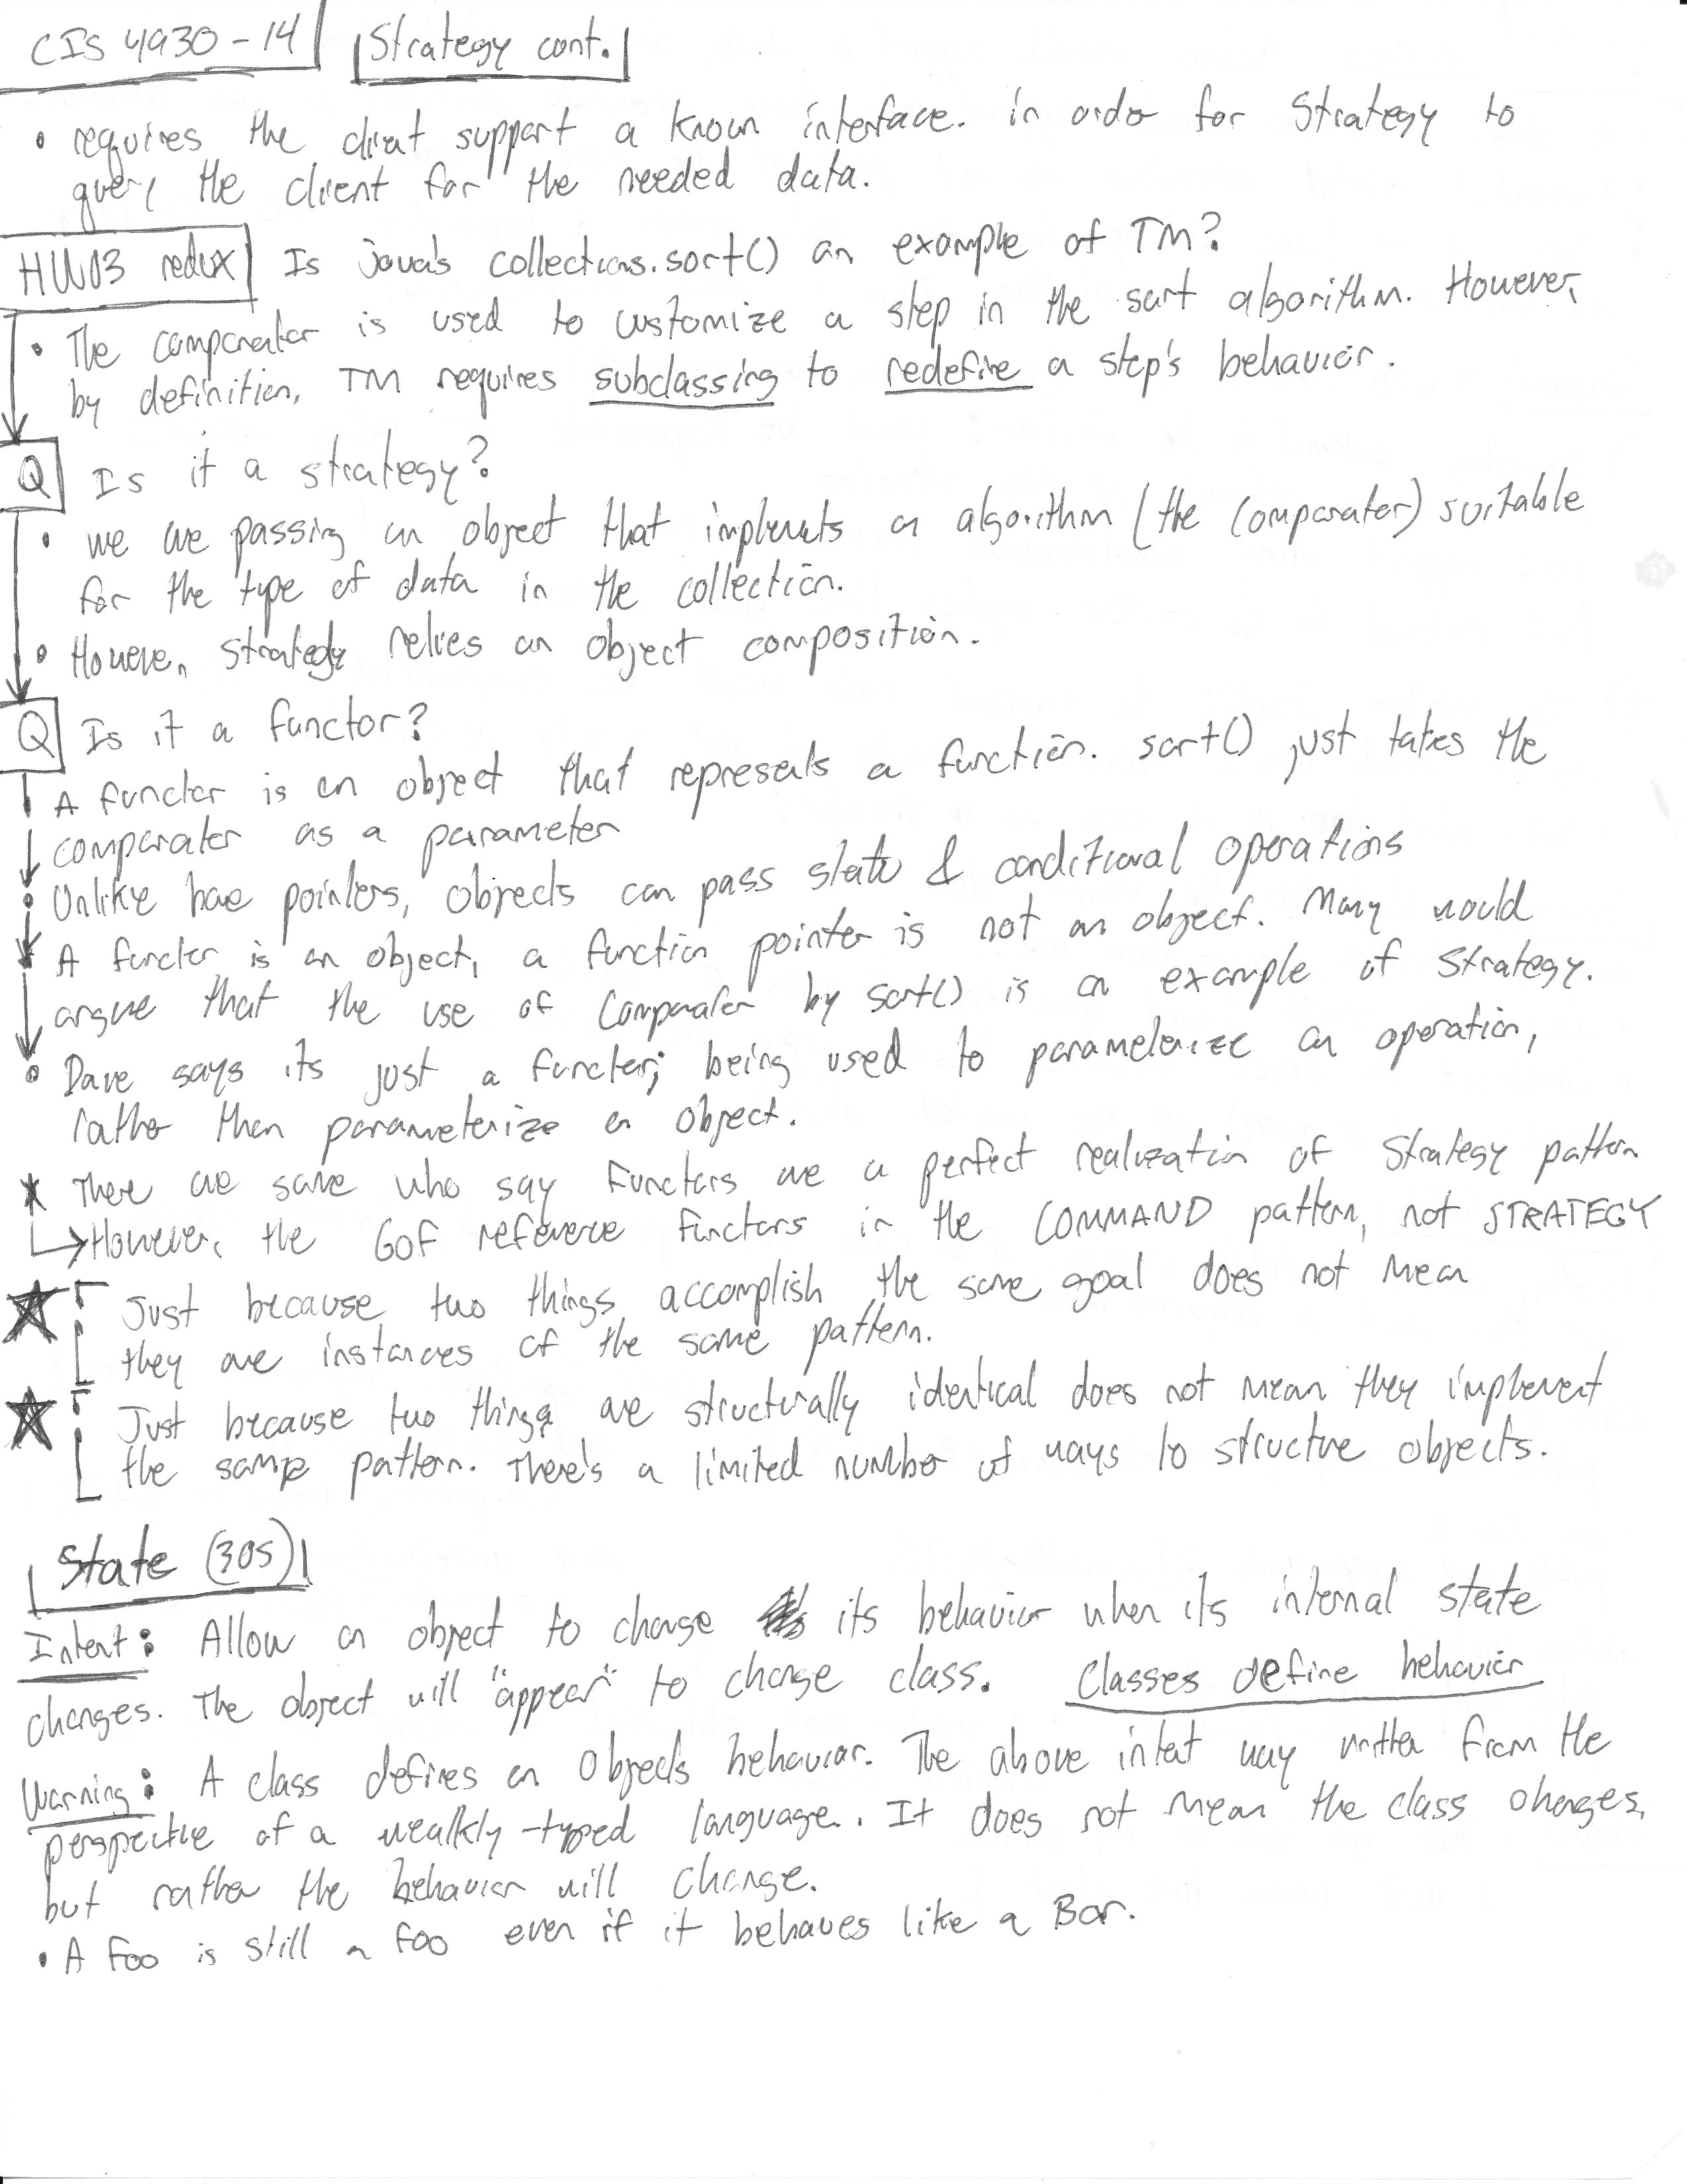 CIS 4930-14 Strategy cont.
• requires the client support a known interface. in order for Strategy to
query the client for the needed data.
HW03 redux Is java's collections.sort() an example of TM?
• The comparator is used to customize a step in the sort algorithm. However,
by definition, TM requires subclassing to redefine a step's behavior.
Q Is it a strategy?
• we are passing an object that implements an algorithm (the Comparator) suitable
for the type of data in the collection.
• However, strategy relies on object composition.
Q Is it a functor?
A functor is an object that represents a function. sort() just takes the
comparator as a parameter
• Unlike bare pointers, objects can pass state & conditional operations
• A functor is an object, a function pointer is not an object. Many would
argue that the use of Comparator by sort() is an example of Strategy.
• Dave says its just a functor; being used to parameterize an operation,
rather than parameterize an object.
* There are some who say Functors are a perfect realization of Strategy pattern
↳ However, the GoF reference Functors in the COMMAND pattern, not STRATEGY
★ Just because two things accomplish the same goal does not mean
they are instances of the same pattern.
★ Just because two things are structurally identical does not mean they implement
the same pattern. There's a limited number of ways to structure objects.
State (305)
Intent: Allow an object to change its behavior when its internal state
changes. The object will "appear" to change class. Classes define behavior
Warning: A class defines an Objects behavior. The above intent way written from the
perspective of a weakly-typed language. It does not mean the class changes,
but rather the behavior will change.
• A Foo is still a Foo even if it behaves like a Bar.